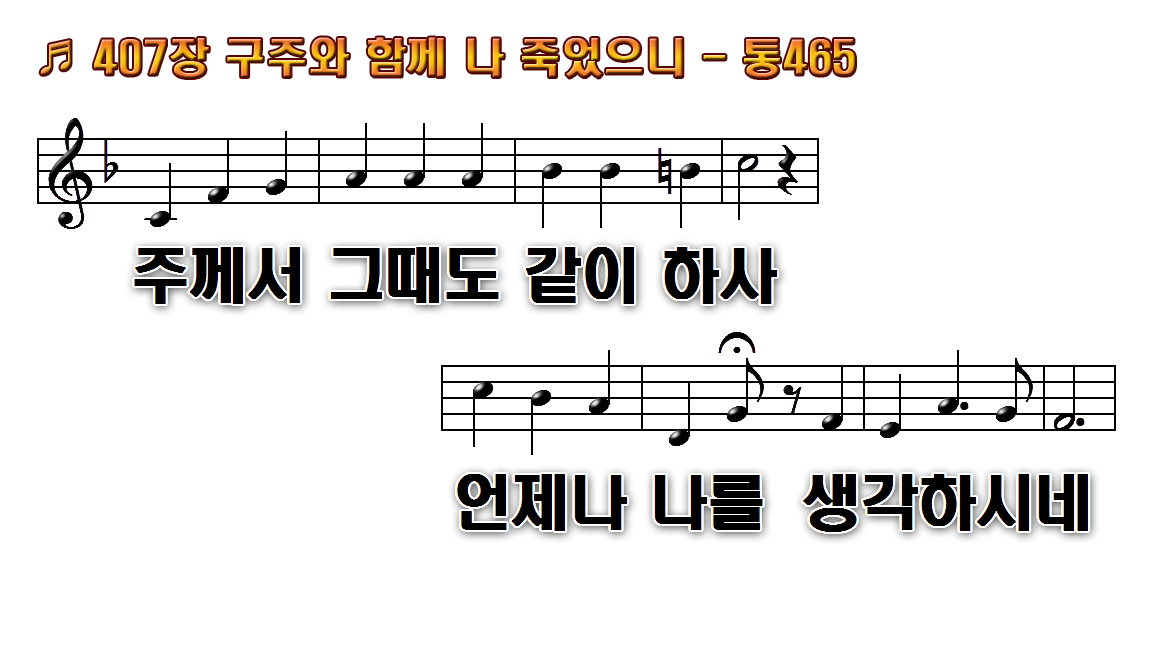 ♬ 407장 구주와 함께 나 죽었으니 - 통465
주께서 그때도 같이 하사
언제나 나를 생각하시네